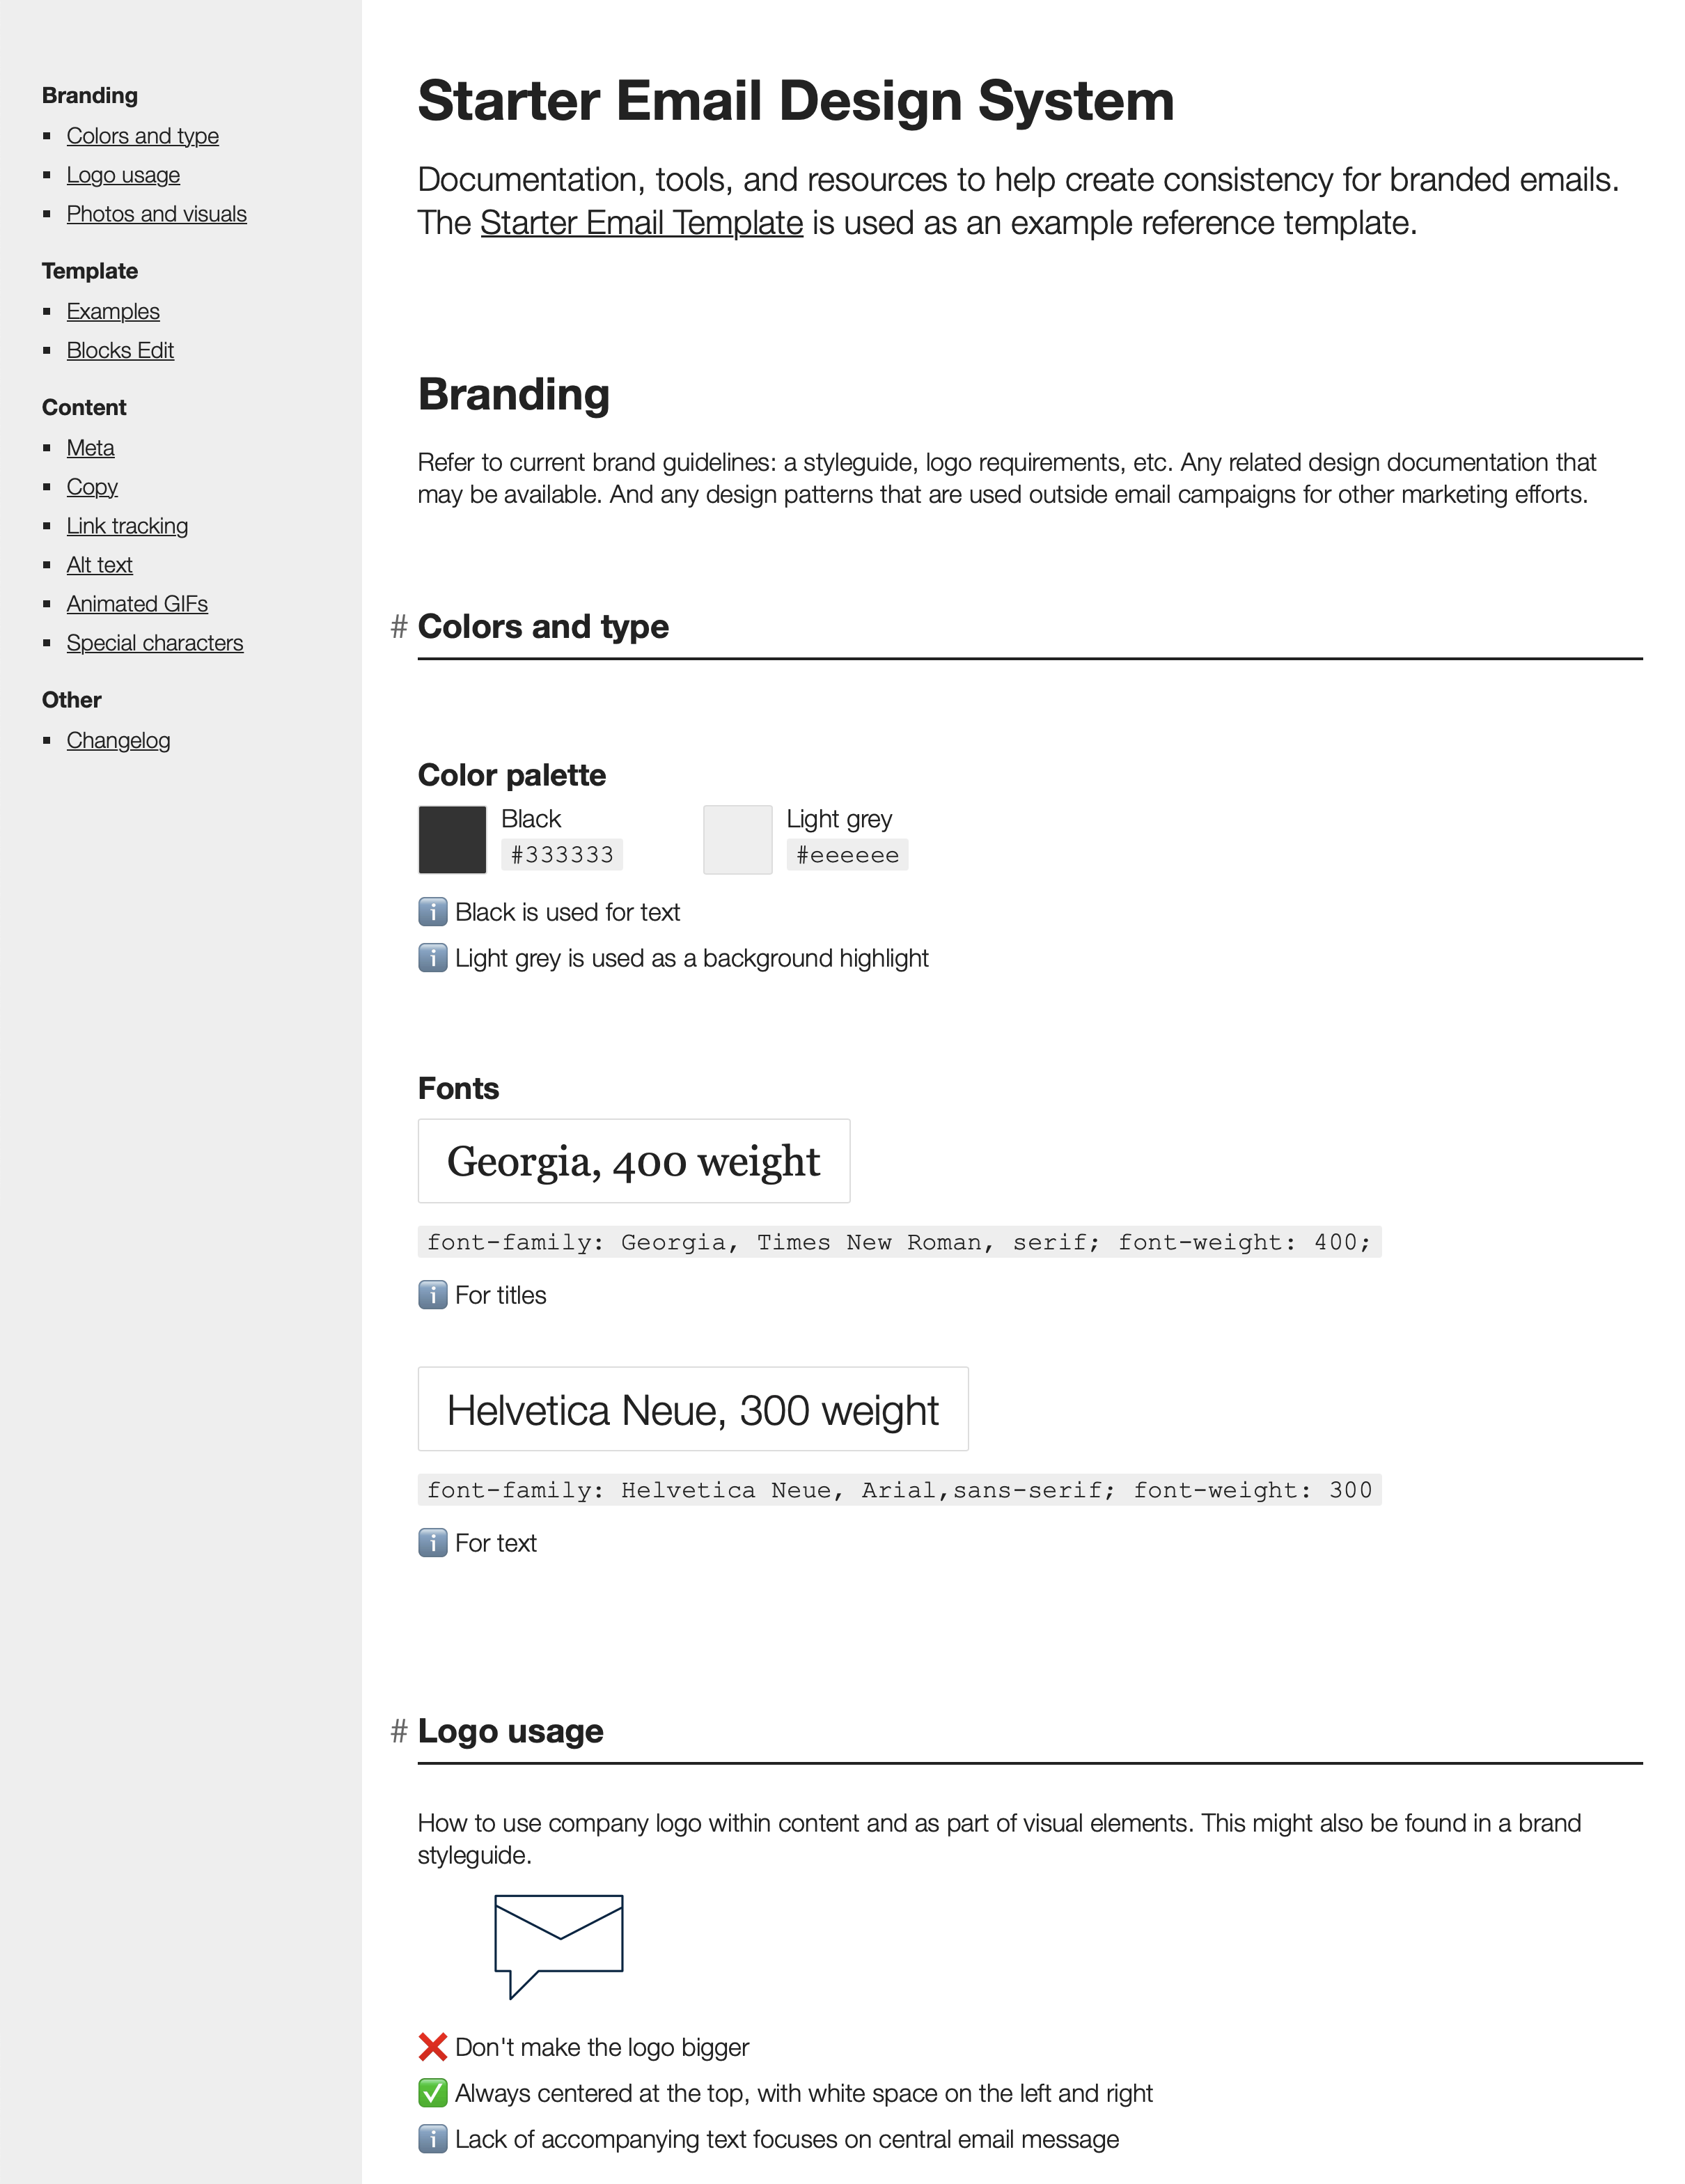 Branding
Colors and type
Logo usage
Photos and visuals
Template
Examples
Blocks Edit
Content
Meta
Copy
Link tracking
Alt text
Animated GIFs
Special characters
Other
Changelog
Starter Email Design System
Documentation, tools, and resources to help create consistency for branded emails.
The Starter Email Template is used as an example reference template.
Branding
Refer to current brand guidelines: a styleguide, logo requirements, etc. Any related design documentation that
may be available. And any design patterns that are used outside email campaigns for other marketing efforts.
# Colors and type
Color palette
Black
#333333
Light grey
#eeeeee
Black is used for text
Light grey is used as a background highlight
Fonts
Georgia, 400 weight
font-family: Georgia, Times New Roman, serif; font-weight: 400;
For titles
Helvetica Neue, 300 weight
font-family: Helvetica Neue, Arial,sans-serif; font-weight: 300
For text
# Logo usage
How to use company logo within content and as part of visual elements. This might also be found in a brand
styleguide.
Don't make the logo bigger
Always centered at the top, with white space on the left and right
Lack of accompanying text focuses on central email message